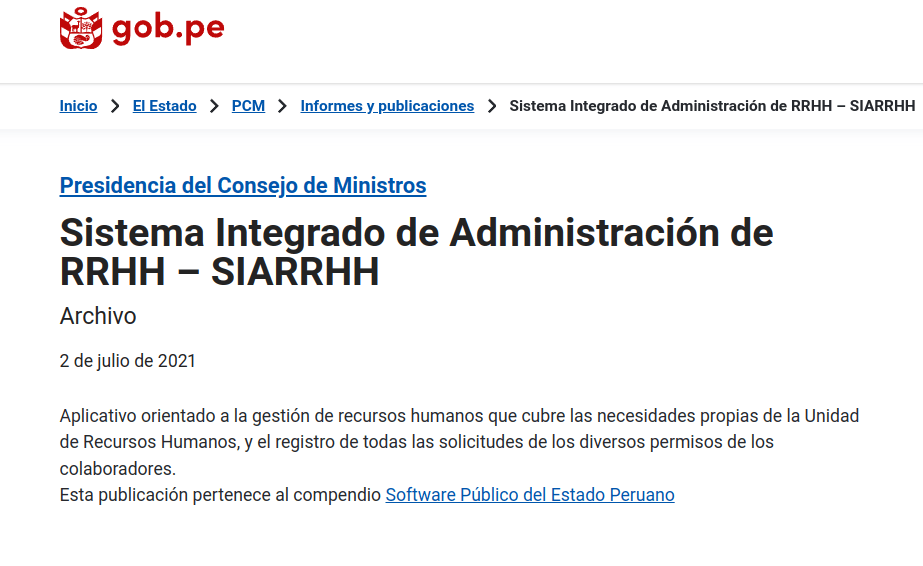 gob.pe
Inicio > El Estado > PCM > Informes y publicaciones > Sistema Integrado de Administración de RRHH – SIARRHH
Presidencia del Consejo de Ministros
Sistema Integrado de Administración de
RRHH – SIARRHH
Archivo
2 de julio de 2021
Aplicativo orientado a la gestión de recursos humanos que cubre las necesidades propias de la Unidad
de Recursos Humanos, y el registro de todas las solicitudes de los diversos permisos de los
colaboradores.
Esta publicación pertenece al compendio Software Público del Estado Peruano